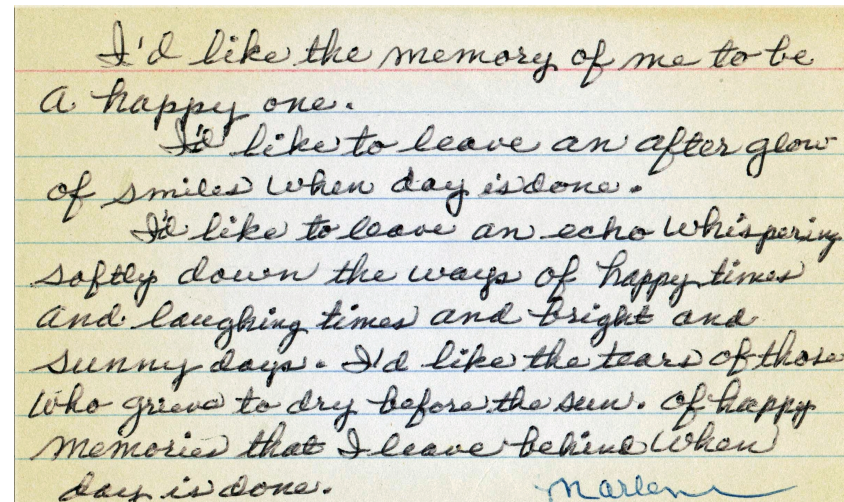 I'd like the memory of me to be
a happy one.
I'd like to leave an after glow
of smiles when day is done.
I'd like to leave an echo whispering
softly down the ways of happy times
and laughing times and bright and
sunny days. I'd like the tears of those
who grieve to dry before the sun. of happy
memories that I leave behind when
day is done.
Marlene